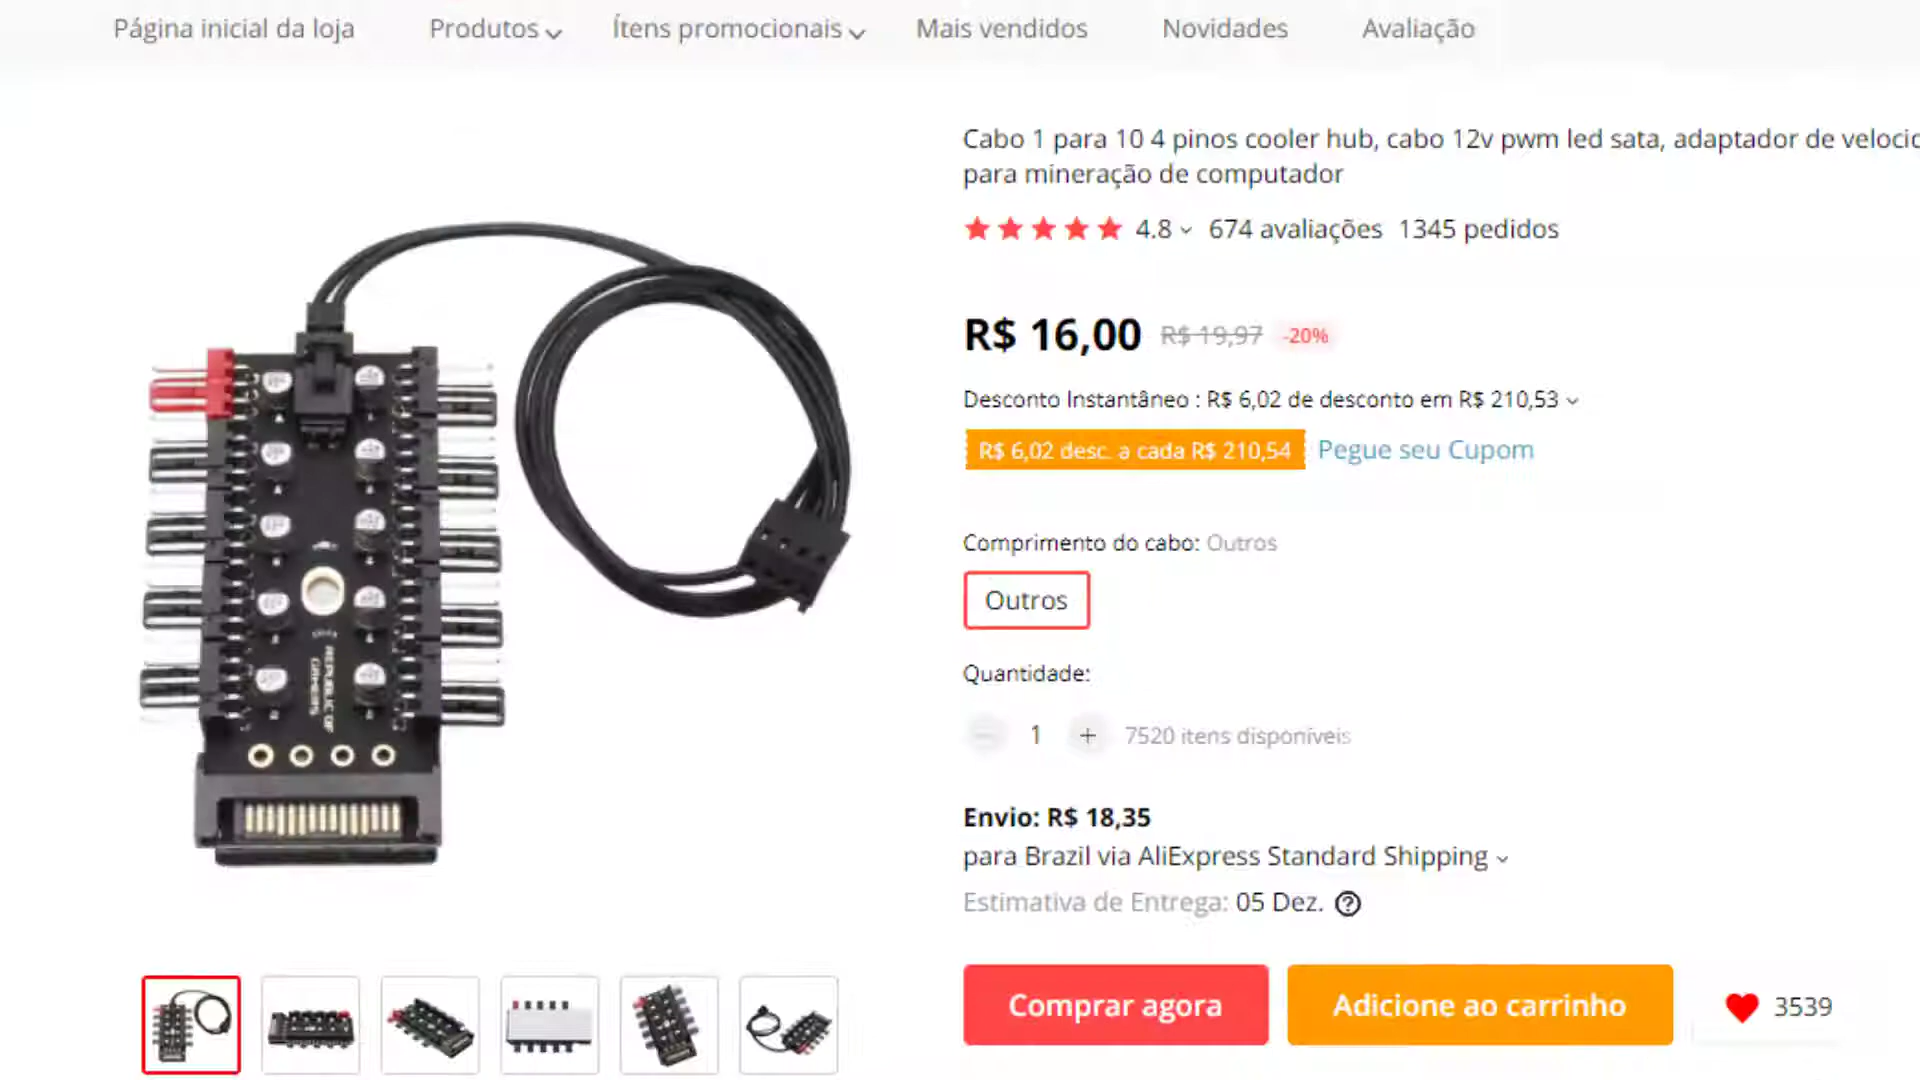 Página inicial da loja
Produtos
Ítens promocionais
Mais vendidos
Novidades
Avaliação
Cabo 1 para 10 4 pinos cooler hub, cabo 12v pwm led sata, adaptador de
para mineração de computador
4.8 674 avaliações 1345 pedidos
R$ 16,00 R$ 19,97 -20%
Desconto Instantâneo : R$ 6,02 de desconto em R$ 210,53
R$ 6,02 desc. a cada R$ 210,54 Pegue seu Cupom
Comprimento do cabo: Outros
Outros
Quantidade:
1 + 7520 itens disponíveis
Envio: R$ 18,35
para Brazil via AliExpress Standard Shipping
Estimativa de Entrega: 05 Dez. ?
Comprar agora
Adicione ao carrinho
3539
REPUBLIC OF
GAMERS